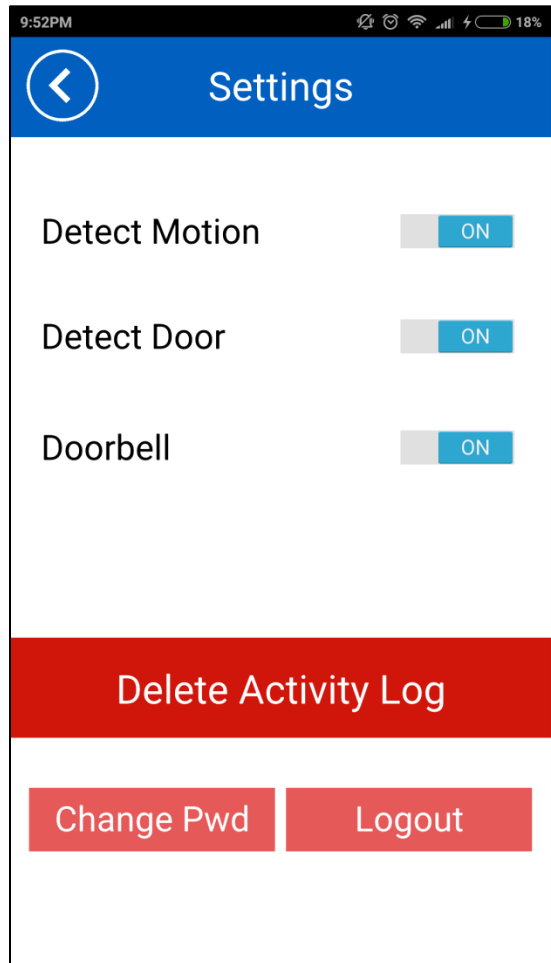 9:52PM 18%
Settings
Detect Motion ON
Detect Door ON
Doorbell ON
Delete Activity Log
Change Pwd Logout